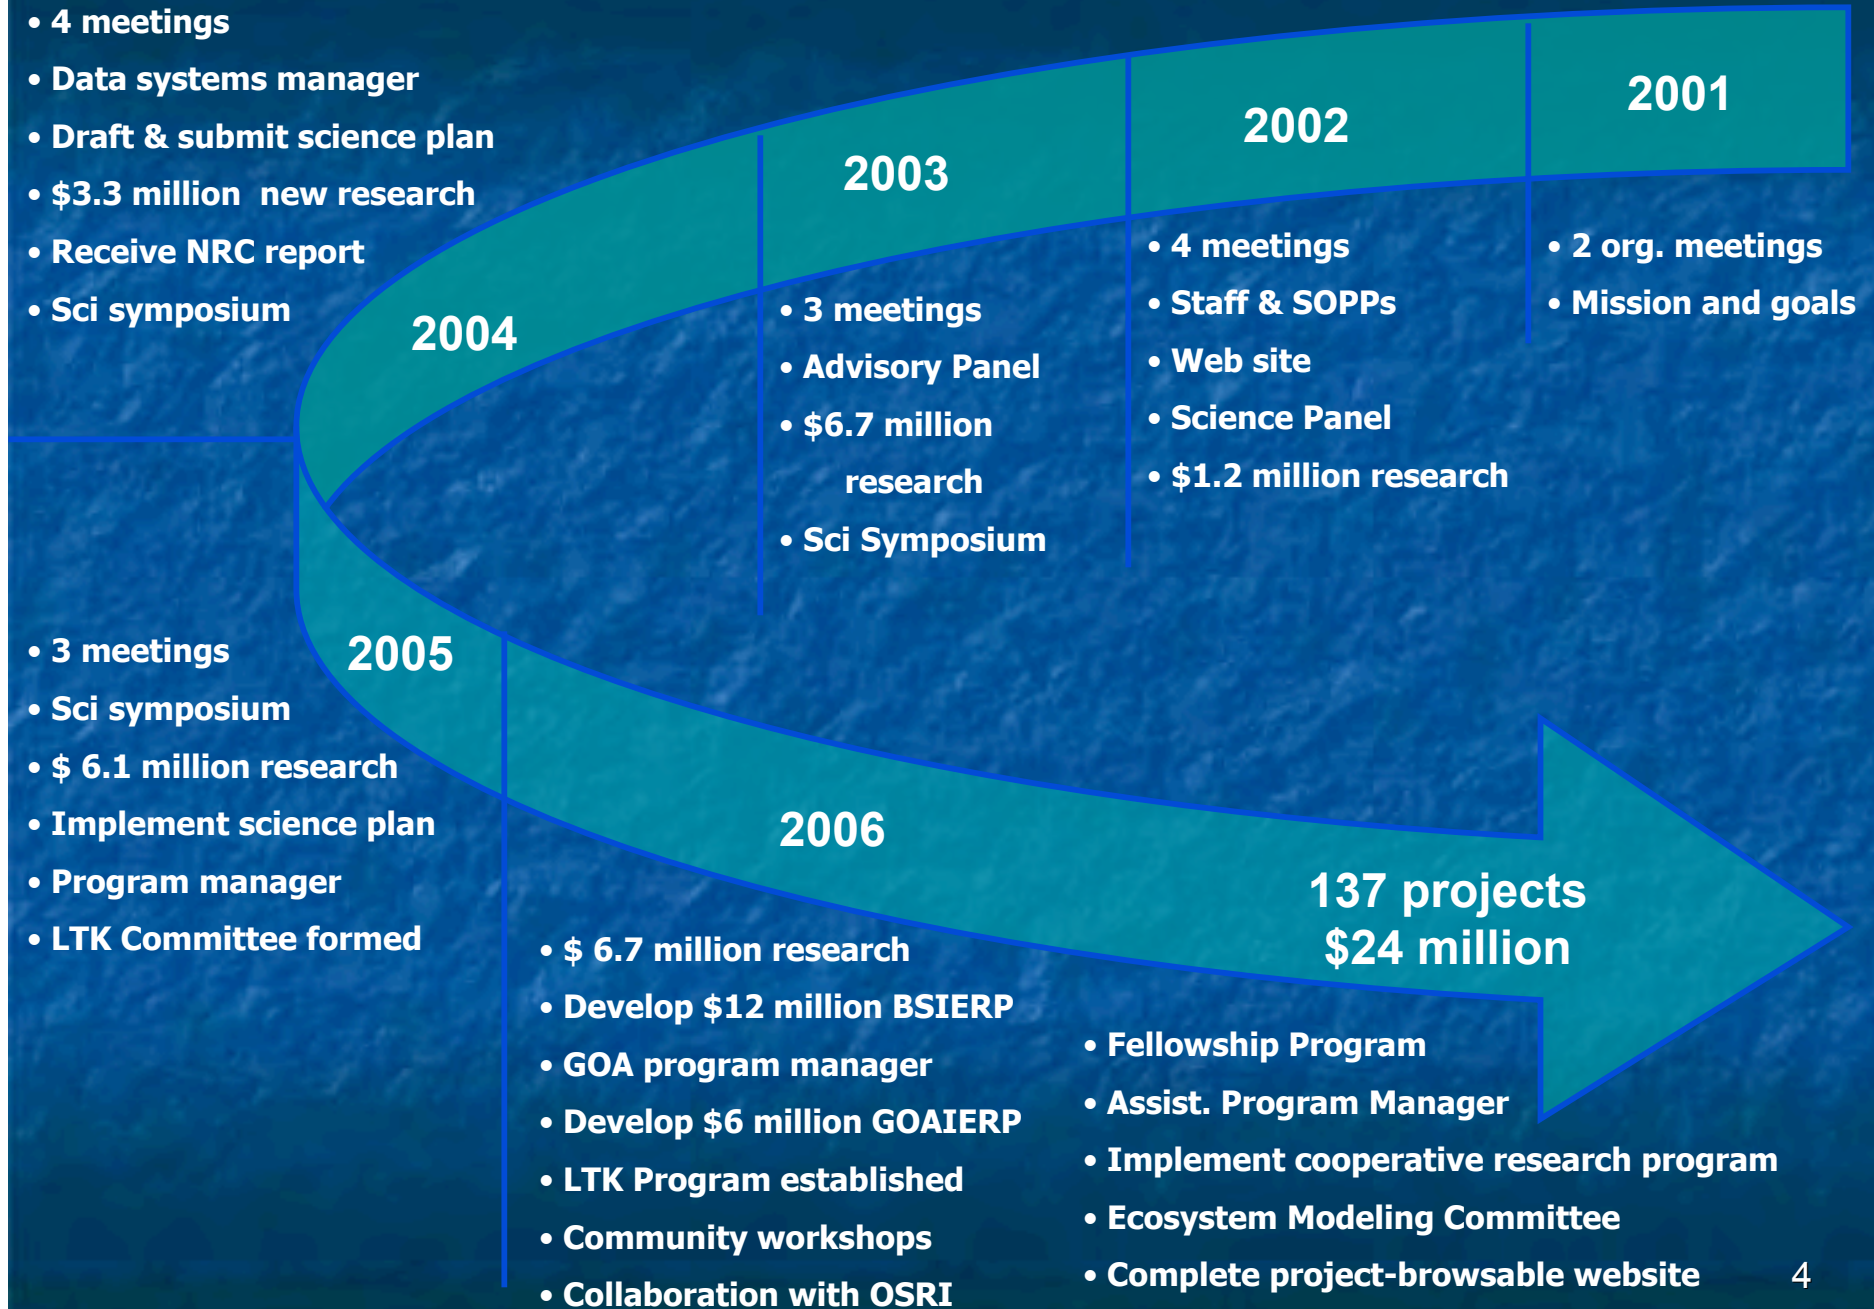 2001
• 2 org. meetings
• Mission and goals
2002
• 4 meetings
• Staff & SOPPs
• Web site
• Science Panel
• $1.2 million research
2003
• 3 meetings
• Advisory Panel
• $6.7 million
research
• Sci Symposium
2004
• 4 meetings
• Data systems manager
• Draft & submit science plan
• $3.3 million  new research
• Receive NRC report
• Sci symposium
2005
• 3 meetings
• Sci symposium
• $ 6.1 million research
• Implement science plan
• Program manager
• LTK Committee formed
2006
• $ 6.7 million research
• Develop $12 million BSIERP
• GOA program manager
• Develop $6 million GOAIERP
• LTK Program established
• Community workshops
• Collaboration with OSRI
• Fellowship Program
• Assist. Program Manager
• Implement cooperative research program
• Ecosystem Modeling Committee
• Complete project-browsable website
137 projects
$24 million
4